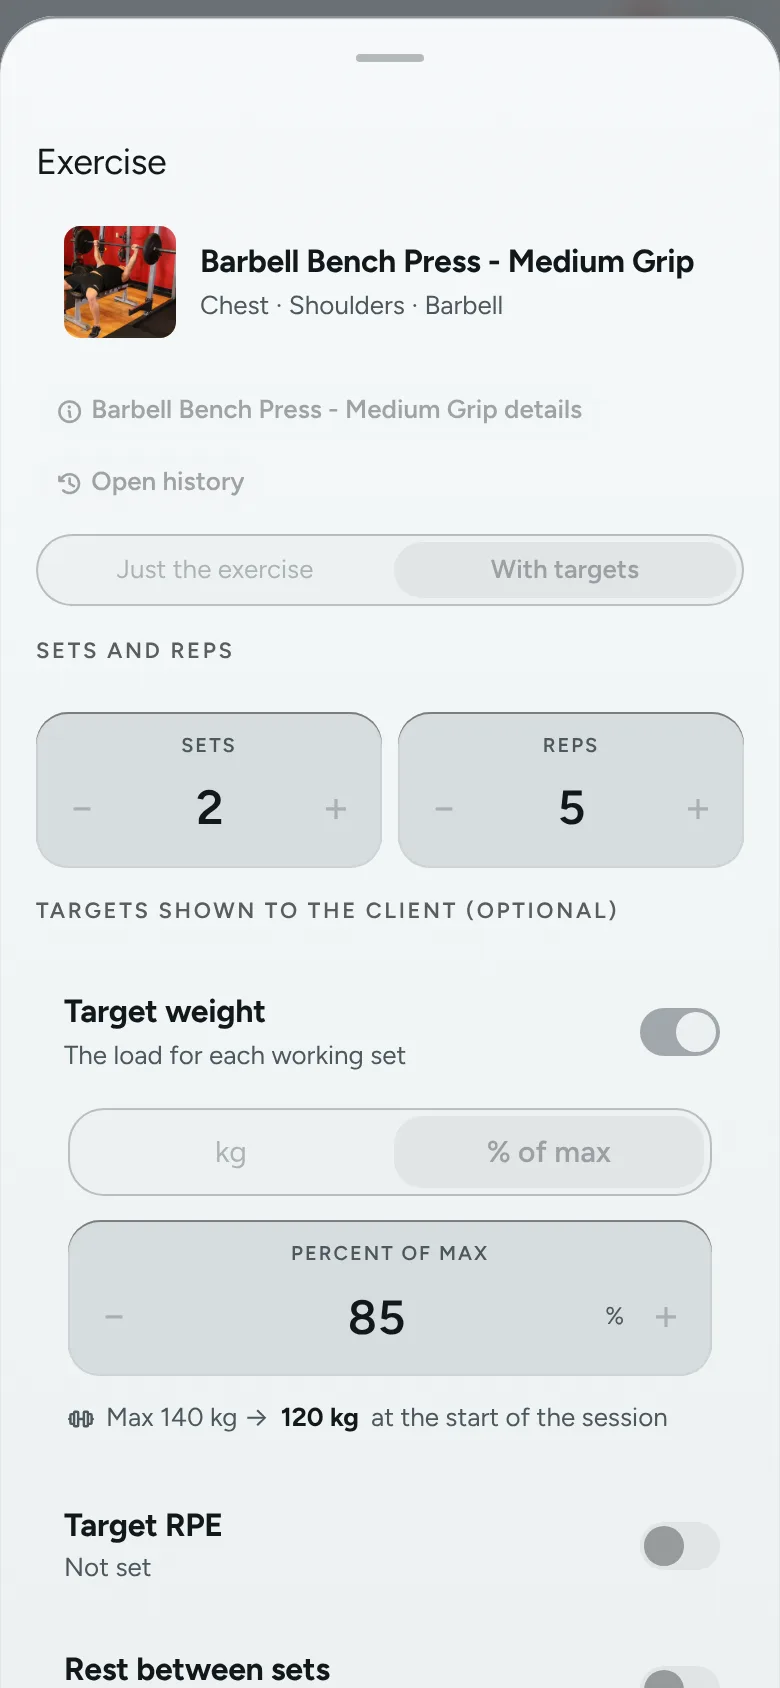 Exercise
Barbell Bench Press - Medium Grip
Chest · Shoulders · Barbell
Barbell Bench Press - Medium Grip details
Open history
Just the exercise
With targets
SETS AND REPS
SETS
− 2 +
REPS
− 5 +
TARGETS SHOWN TO THE CLIENT (OPTIONAL)
Target weight
The load for each working set
kg
% of max
PERCENT OF MAX
− 85 % +
Max 140 kg → 120 kg at the start of the session
Target RPE
Not set
Rest between sets